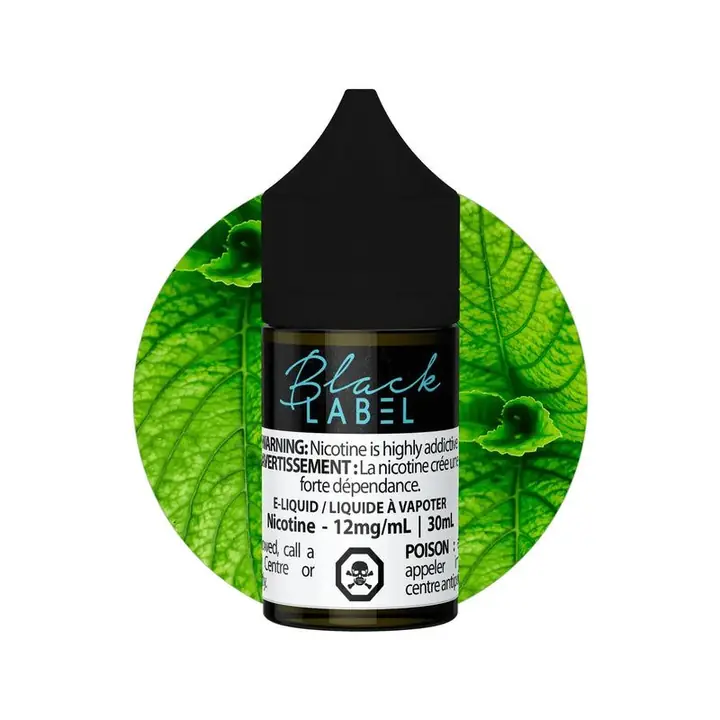 Black
LABEL
WARNING: Nicotine is highly addictive
AVERTISSEMENT : La nicotine crée une
forte dépendance.
E-LIQUID / LIQUIDE À VAPOTER
Nicotine - 12mg/mL | 30mL
call a
Centre or
POISON :
appeler
centre